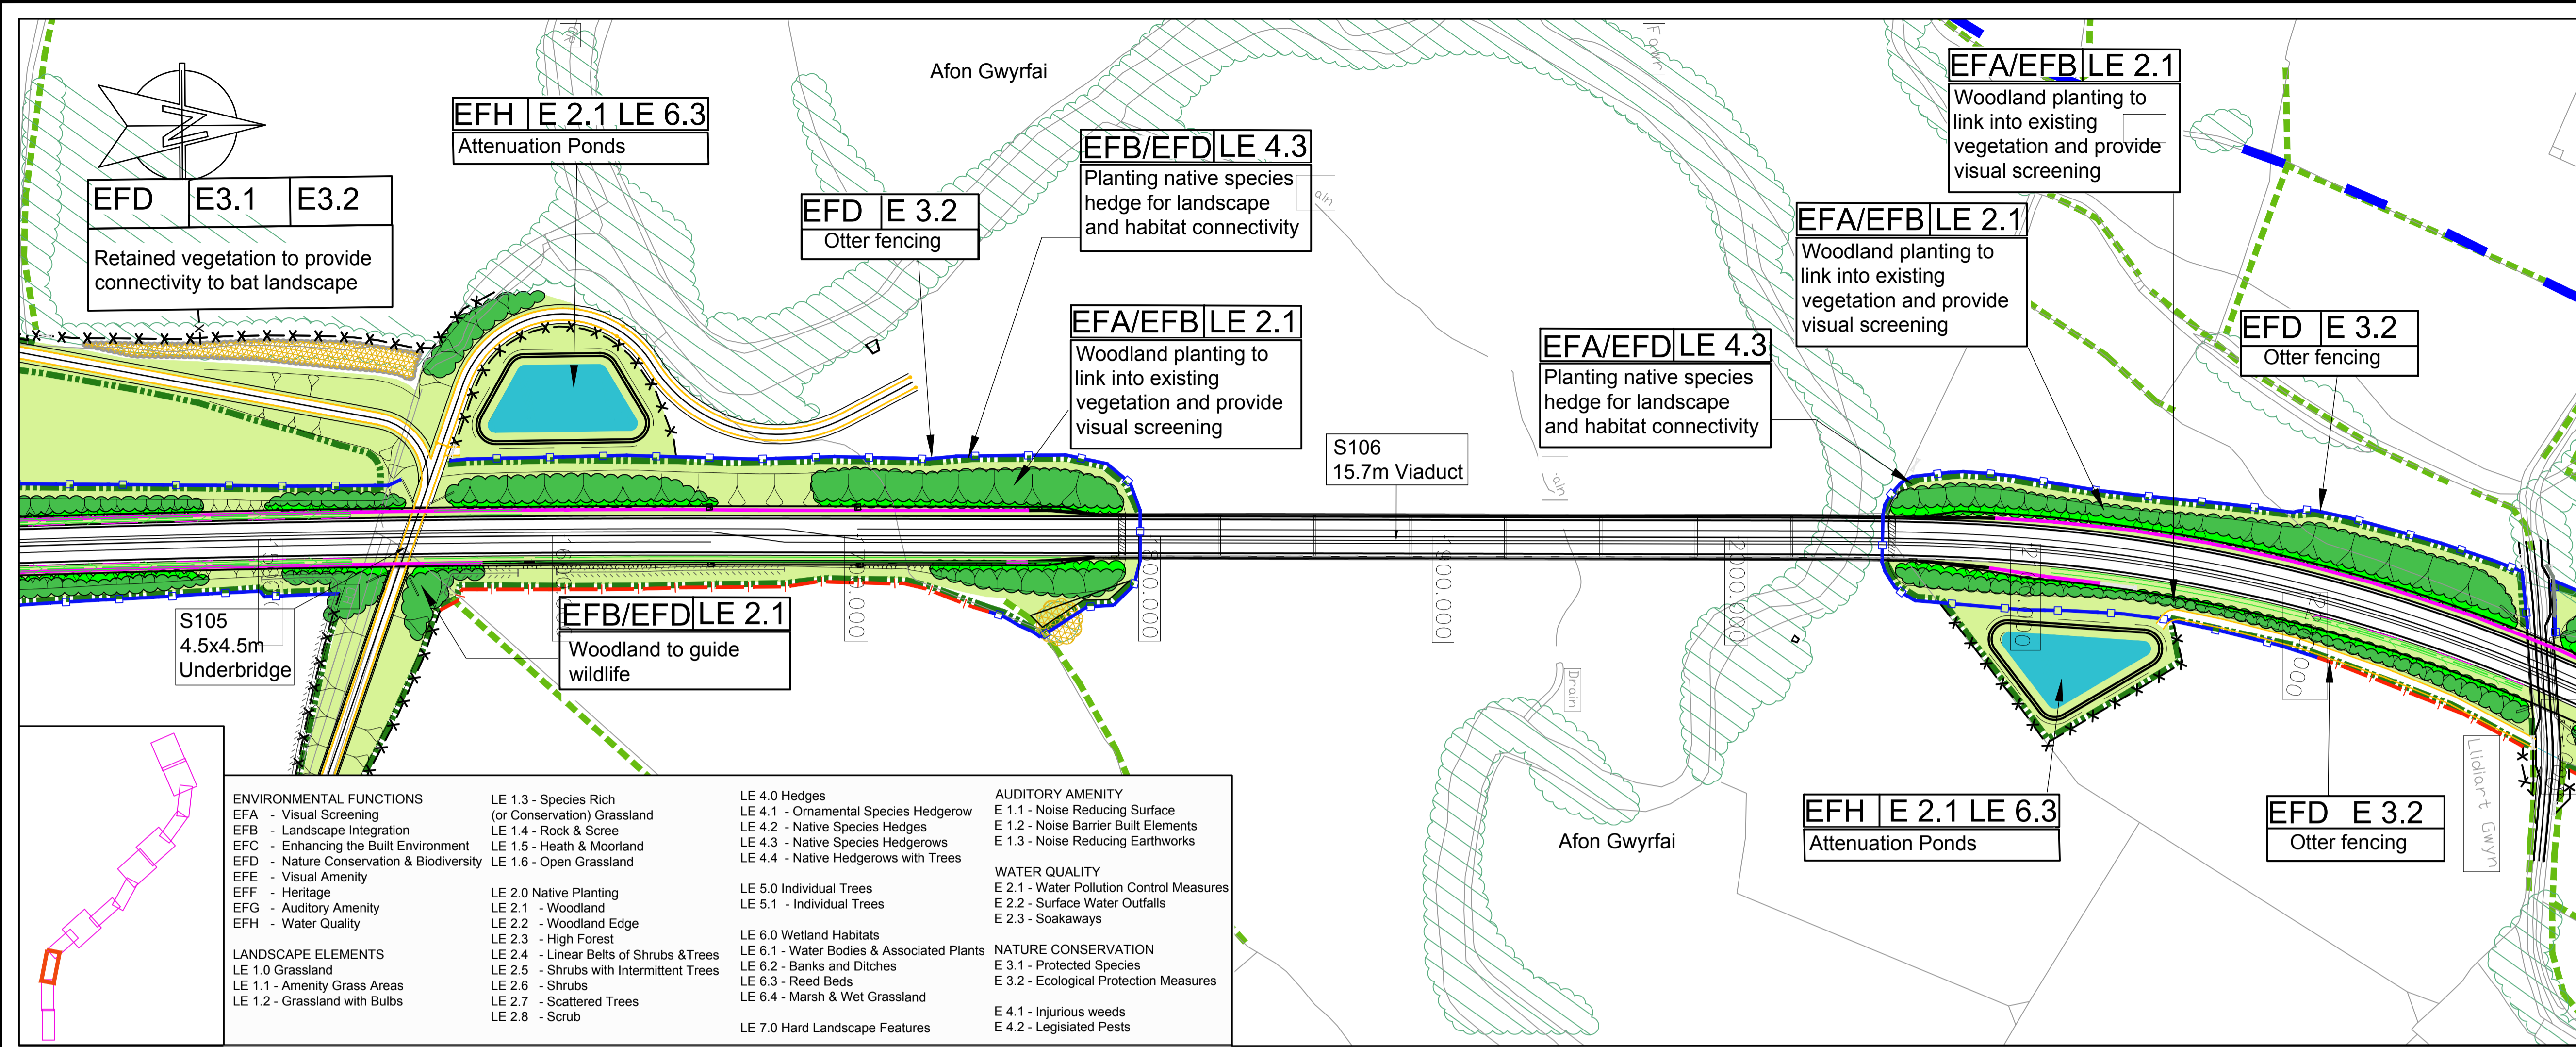 Afon Gwyrfai
EFH E 2.1 LE 6.3
Attenuation Ponds
EFD E3.1 E3.2
Retained vegetation to provide
connectivity to bat landscape
EFD E 3.2
Otter fencing
EFB/EFD LE 4.3
Planting native species
hedge for landscape
and habitat connectivity
ain
EFA/EFB LE 2.1
Woodland planting to
link into existing
vegetation and provide
visual screening
Fawr
EFA/EFB LE 2.1
Woodland planting to
link into existing
vegetation and provide
visual screening
EFA/EFB LE 2.1
Woodland planting to
link into existing
vegetation and provide
visual screening
EFA/EFD LE 4.3
Planting native species
hedge for landscape
and habitat connectivity
EFD E 3.2
Otter fencing
S106
15.7m Viaduct
S105
4.5x4.5m
Underbridge
EFB/EFD LE 2.1
Woodland to guide
wildlife
Drain
Afon Gwyrfai
EFH E 2.1 LE 6.3
Attenuation Ponds
EFD E 3.2
Otter fencing
Llidiart Gwyn
ENVIRONMENTAL FUNCTIONS
EFA - Visual Screening
EFB - Landscape Integration
EFC - Enhancing the Built Environment
EFD - Nature Conservation & Biodiversity
EFE - Visual Amenity
EFF - Heritage
EFG - Auditory Amenity
EFH - Water Quality
LANDSCAPE ELEMENTS
LE 1.0 Grassland
LE 1.1 - Amenity Grass Areas
LE 1.2 - Grassland with Bulbs
LE 1.3 - Species Rich
(or Conservation) Grassland
LE 1.4 - Rock & Scree
LE 1.5 - Heath & Moorland
LE 1.6 - Open Grassland
LE 2.0 Native Planting
LE 2.1 - Woodland
LE 2.2 - Woodland Edge
LE 2.3 - High Forest
LE 2.4 - Linear Belts of Shrubs &Trees
LE 2.5 - Shrubs with Intermittent Trees
LE 2.6 - Shrubs
LE 2.7 - Scattered Trees
LE 2.8 - Scrub
LE 4.0 Hedges
LE 4.1 - Ornamental Species Hedgerow
LE 4.2 - Native Species Hedges
LE 4.3 - Native Species Hedgerows
LE 4.4 - Native Hedgerows with Trees
LE 5.0 Individual Trees
LE 5.1 - Individual Trees
LE 6.0 Wetland Habitats
LE 6.1 - Water Bodies & Associated Plants
LE 6.2 - Banks and Ditches
LE 6.3 - Reed Beds
LE 6.4 - Marsh & Wet Grassland
LE 7.0 Hard Landscape Features
AUDITORY AMENITY
E 1.1 - Noise Reducing Surface
E 1.2 - Noise Barrier Built Elements
E 1.3 - Noise Reducing Earthworks
WATER QUALITY
E 2.1 - Water Pollution Control Measures
E 2.2 - Surface Water Outfalls
E 2.3 - Soakaways
NATURE CONSERVATION
E 3.1 - Protected Species
E 3.2 - Ecological Protection Measures
E 4.1 - Injurious weeds
E 4.2 - Legisiated Pests